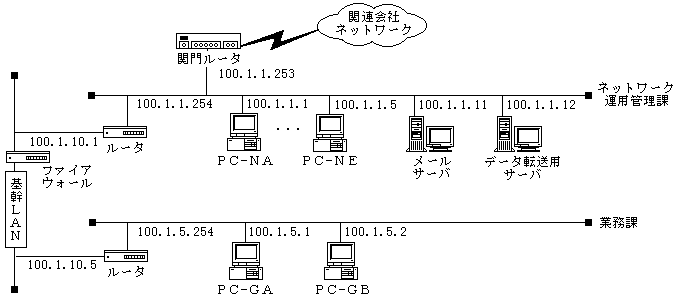 関連会社
ネットワーク
関門ルータ
100.1.1.253
ネットワーク
運用管理課
100.1.1.254
100.1.1.1
100.1.1.5
100.1.1.11
100.1.1.12
100.1.10.1
ルータ
PC-NA
...
PC-NE
メール
サーバ
データ転送用
サーバ
ファイア
ウォール
基幹LAN
業務課
100.1.5.254
100.1.5.1
100.1.5.2
100.1.10.5
ルータ
PC-GA
PC-GB